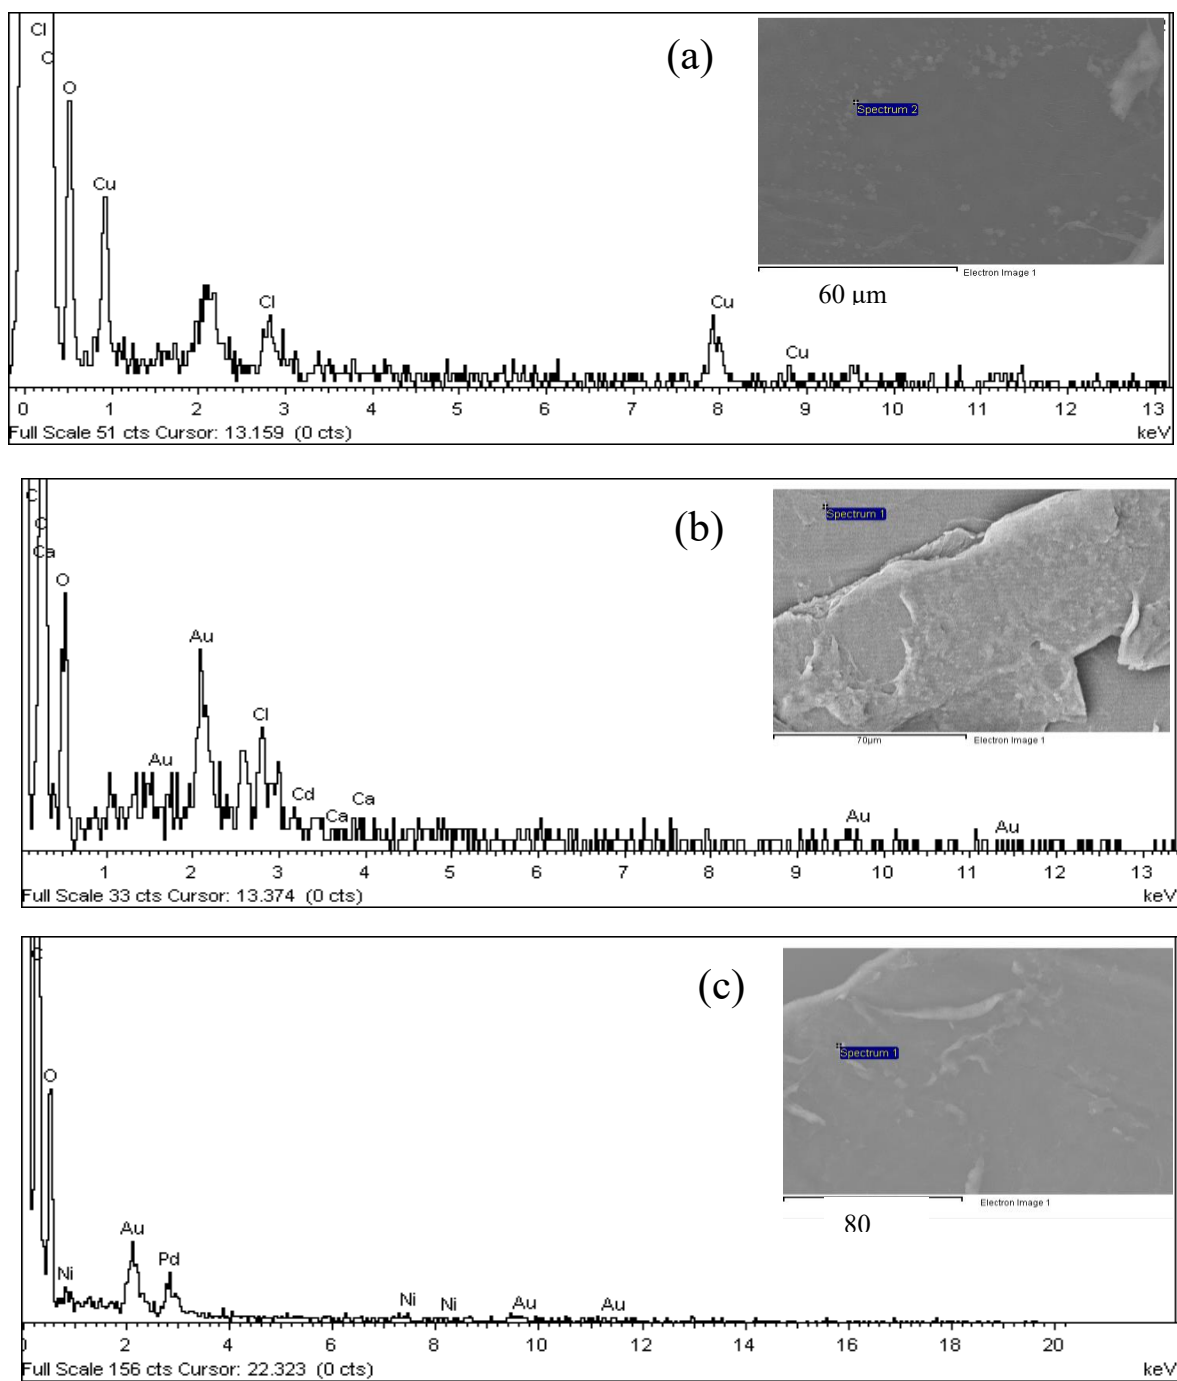 Cl
C
O
Cu
Cl
Cu
Cu
(a)
Spectrum 2
Electron Image 1
60 μm
0 1 2 3 4 5 6 7 8 9 10 11 12 13
Full Scale 51 cts Cursor: 13.159 (0 cts) keV
C
C
Ca
O
Au
Au
Cl
Cd
Ca
Ca
Au
Au
(b)
Spectrum 1
70μm Electron Image 1
1 2 3 4 5 6 7 8 9 10 11 12 13
Full Scale 33 cts Cursor: 13.374 (0 cts) keV
C
O
Ni
Au
Pd
Ni
Ni
Au
Au
(c)
Spectrum 1
Electron Image 1
80
0 2 4 6 8 10 12 14 16 18 20
Full Scale 156 cts Cursor: 22.323 (0 cts) keV